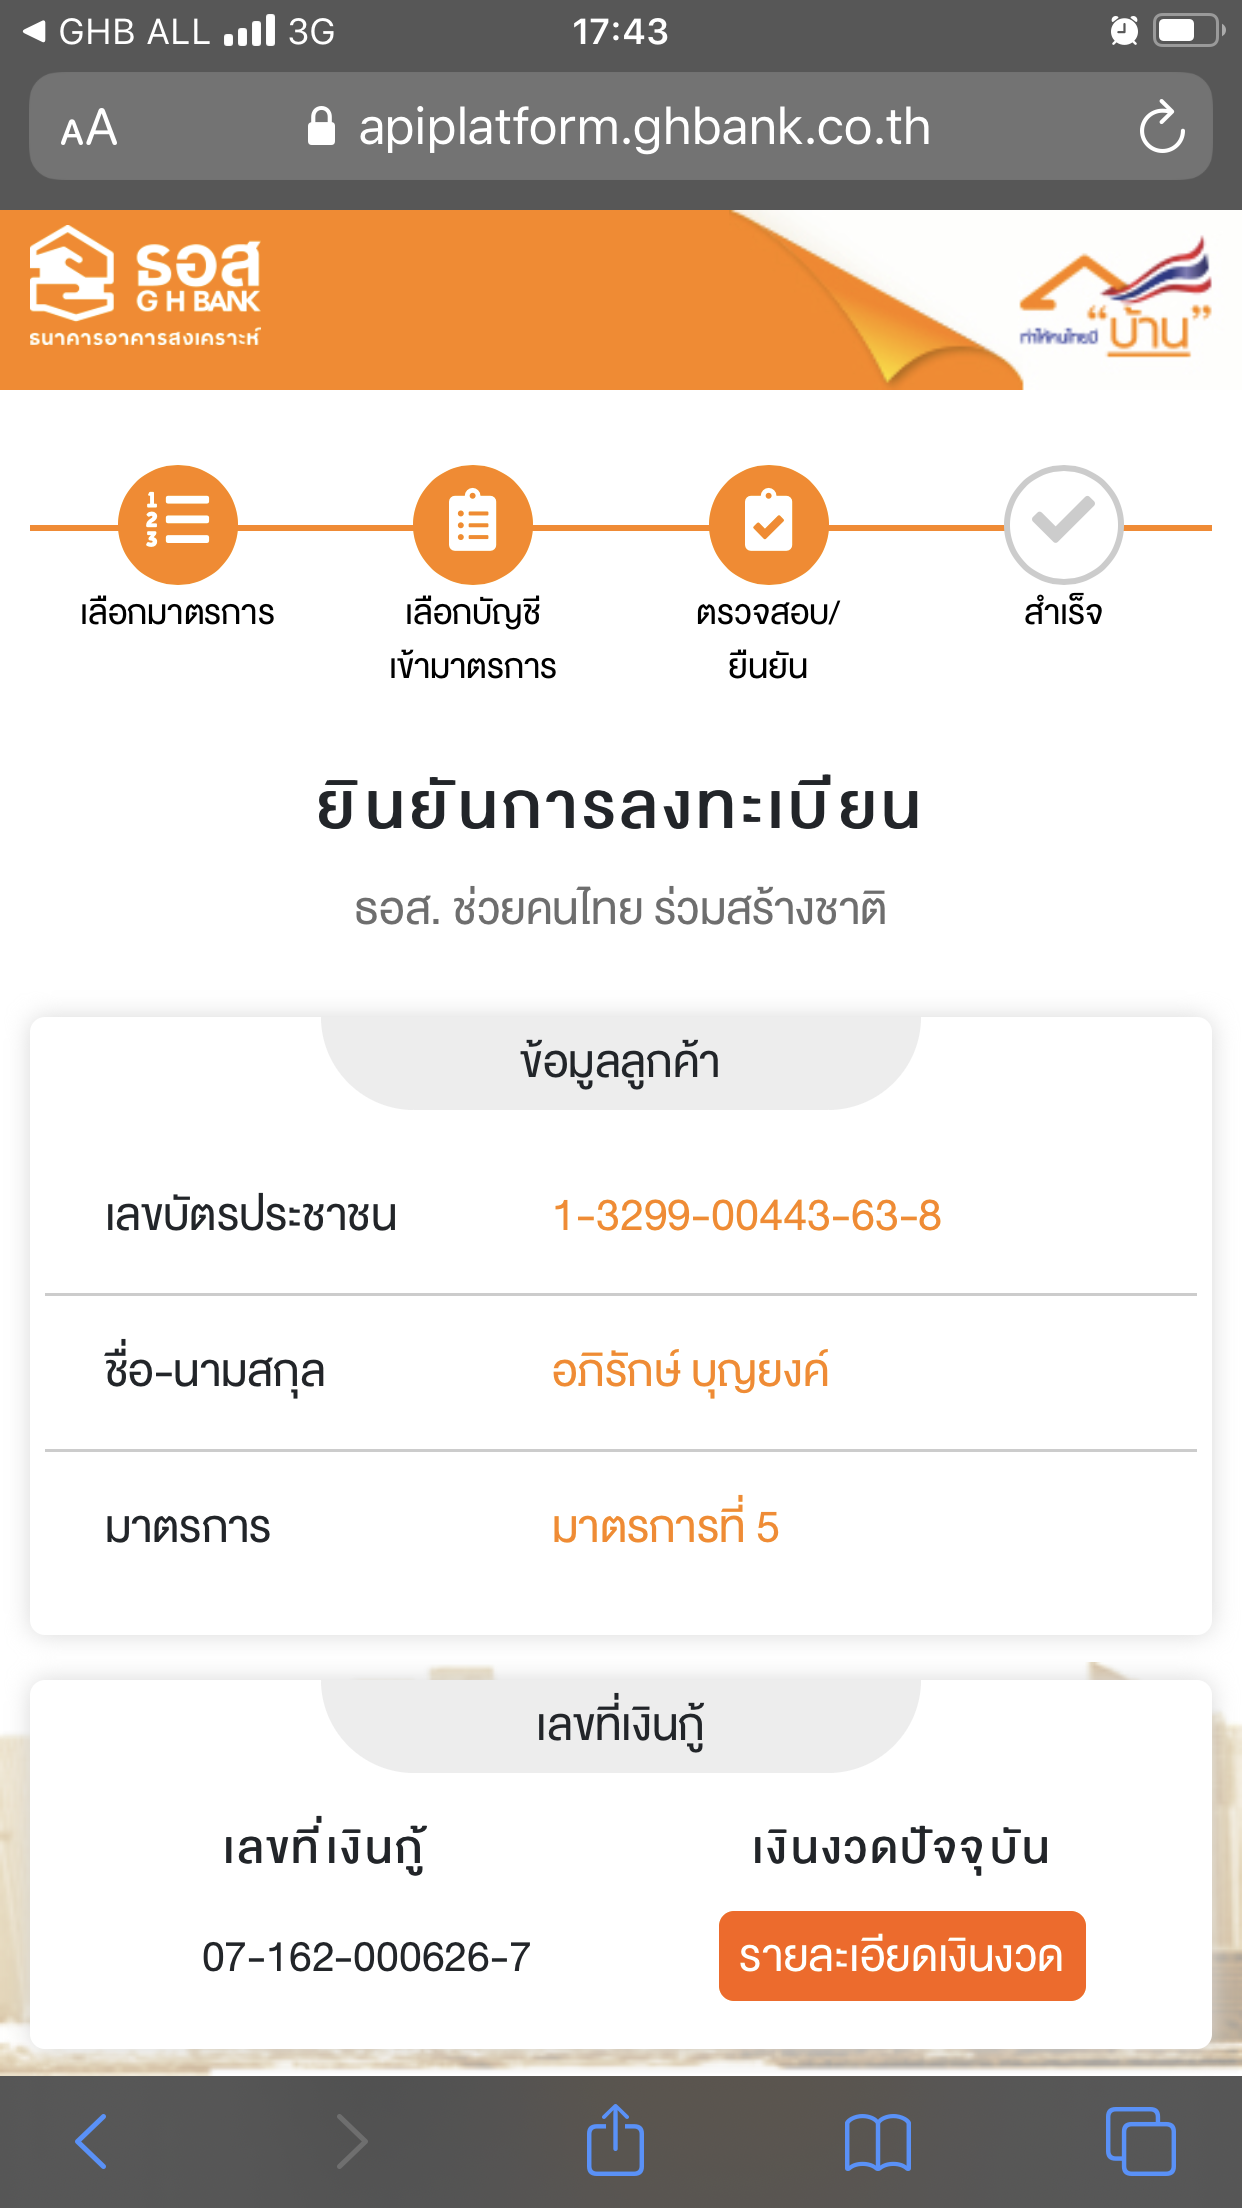 GHB ALL 3G 17:43
AA apiplatform.ghbank.co.th
ธอส
G H BANK
ธนาคารอาคารสงเคราะห์
ทำให้คนไทยมี “บ้าน”
1
2
3
เลือกมาตรการ
เลือกบัญชี
เข้ามาตรการ
ตรวจสอบ/
ยืนยัน
สำเร็จ
ยินยันการลงทะเบียน
ธอส. ช่วยคนไทย ร่วมสร้างชาติ
ข้อมูลลูกค้า
เลขบัตรประชาชน 1-3299-00443-63-8
ชื่อ-นามสกุล อภิรักษ์ บุญยงค์
มาตรการ มาตรการที่ 5
เลขที่เงินกู้
เลขที่เงินกู้ เงินงวดปัจจุบัน
07-162-000626-7 รายละเอียดเงินงวด